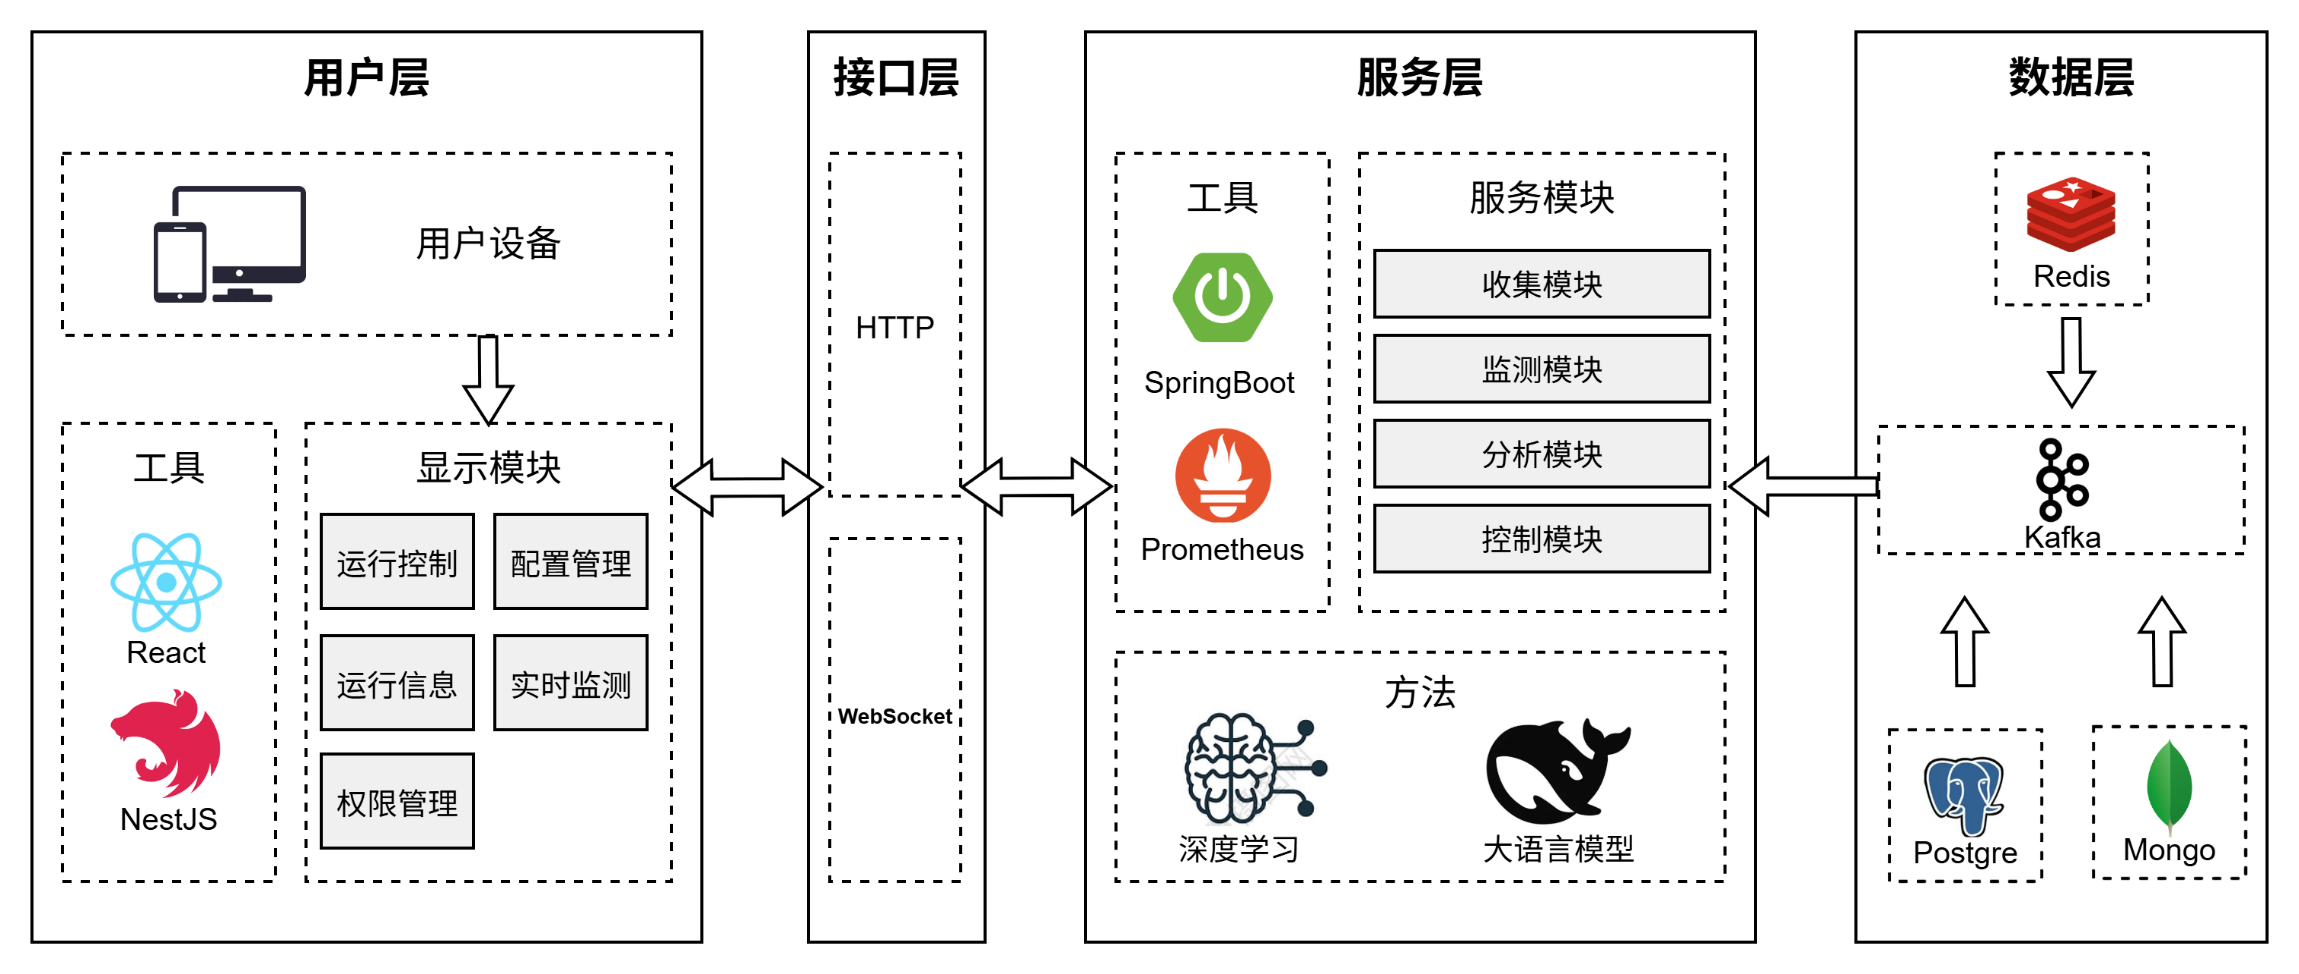 用户层
用户设备
工具
React
NestJS
显示模块
运行控制
配置管理
运行信息
实时监测
权限管理
接口层
HTTP
WebSocket
服务层
工具
SpringBoot
Prometheus
服务模块
收集模块
监测模块
分析模块
控制模块
方法
深度学习
大语言模型
数据层
Redis
Kafka
Postgre
Mongo